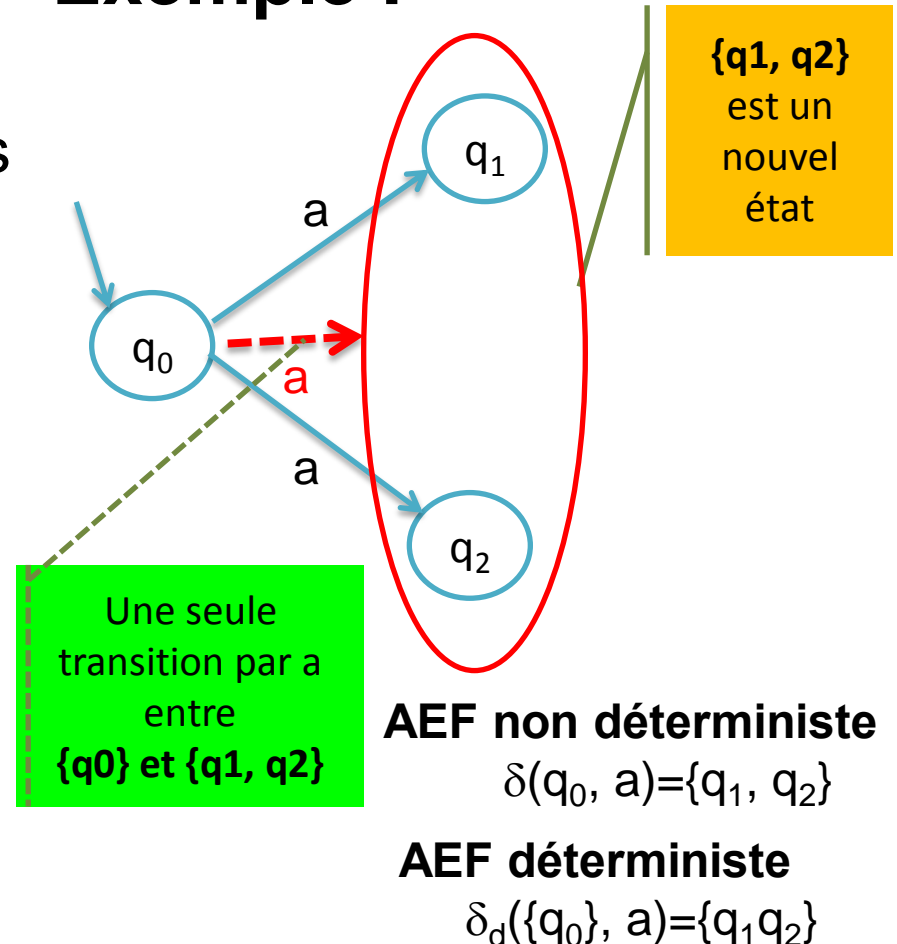 {q1, q2}
est un
nouvel
état
s
q₁
a
q₀
a
a
q₂
Une seule
transition par a
entre
{q0} et {q1, q2}
AEF non déterministe
δ(q₀, a)={q₁, q₂}
AEF déterministe
δd({q₀}, a)={q₁q₂}